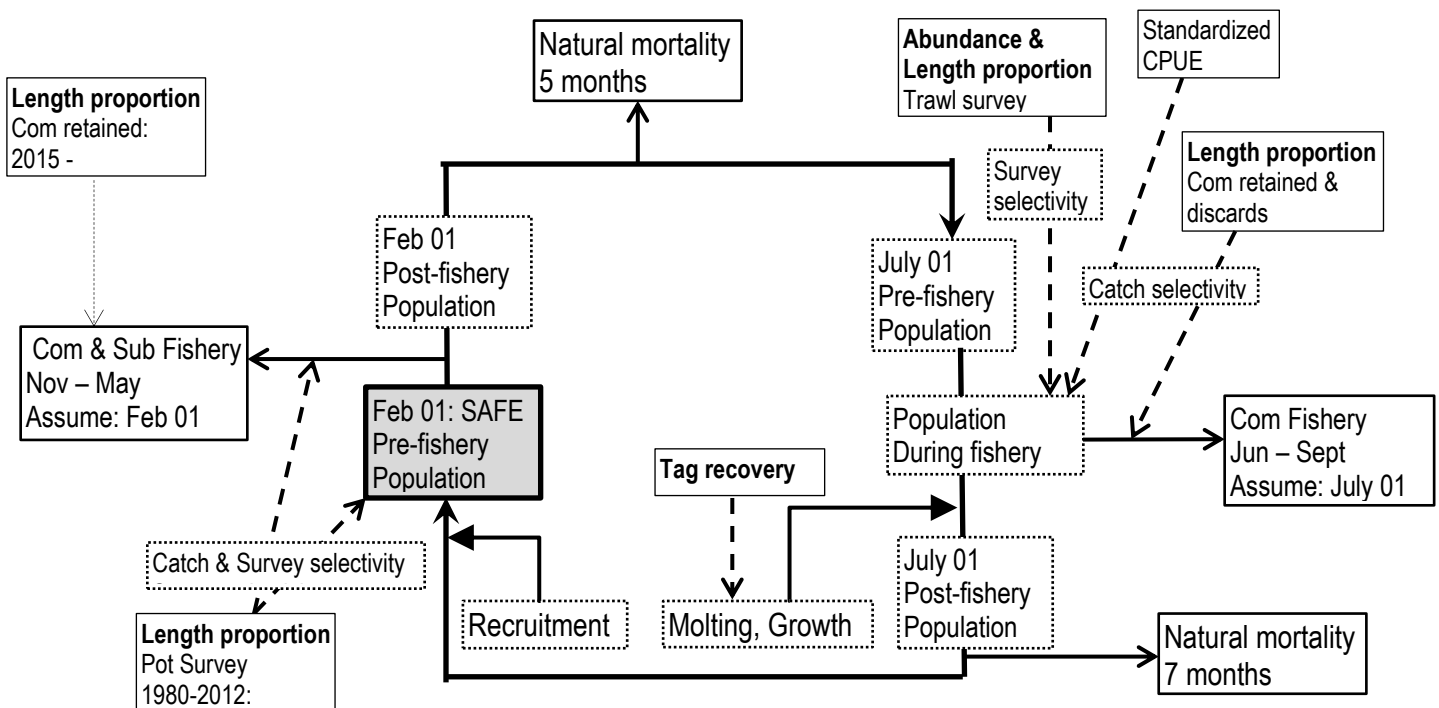 Natural mortality
5 months
Abundance &
Length proportion
Trawl survey
Standardized
CPUE
Length proportion
Com retained:
2015 -
Length proportion
Com retained &
discards
Survey
selectivity
Feb 01
Post-fishery
Population
July 01
Pre-fishery
Population
Catch selectivity
Com & Sub Fishery
Nov – May
Assume: Feb 01
Feb 01: SAFE
Pre-fishery
Population
Population
During fishery
Com Fishery
Jun – Sept
Assume: July 01
Tag recovery
Catch & Survey selectivity
July 01
Post-fishery
Population
Recruitment
Molting, Growth
Length proportion
Pot Survey
1980-2012:
Natural mortality
7 months